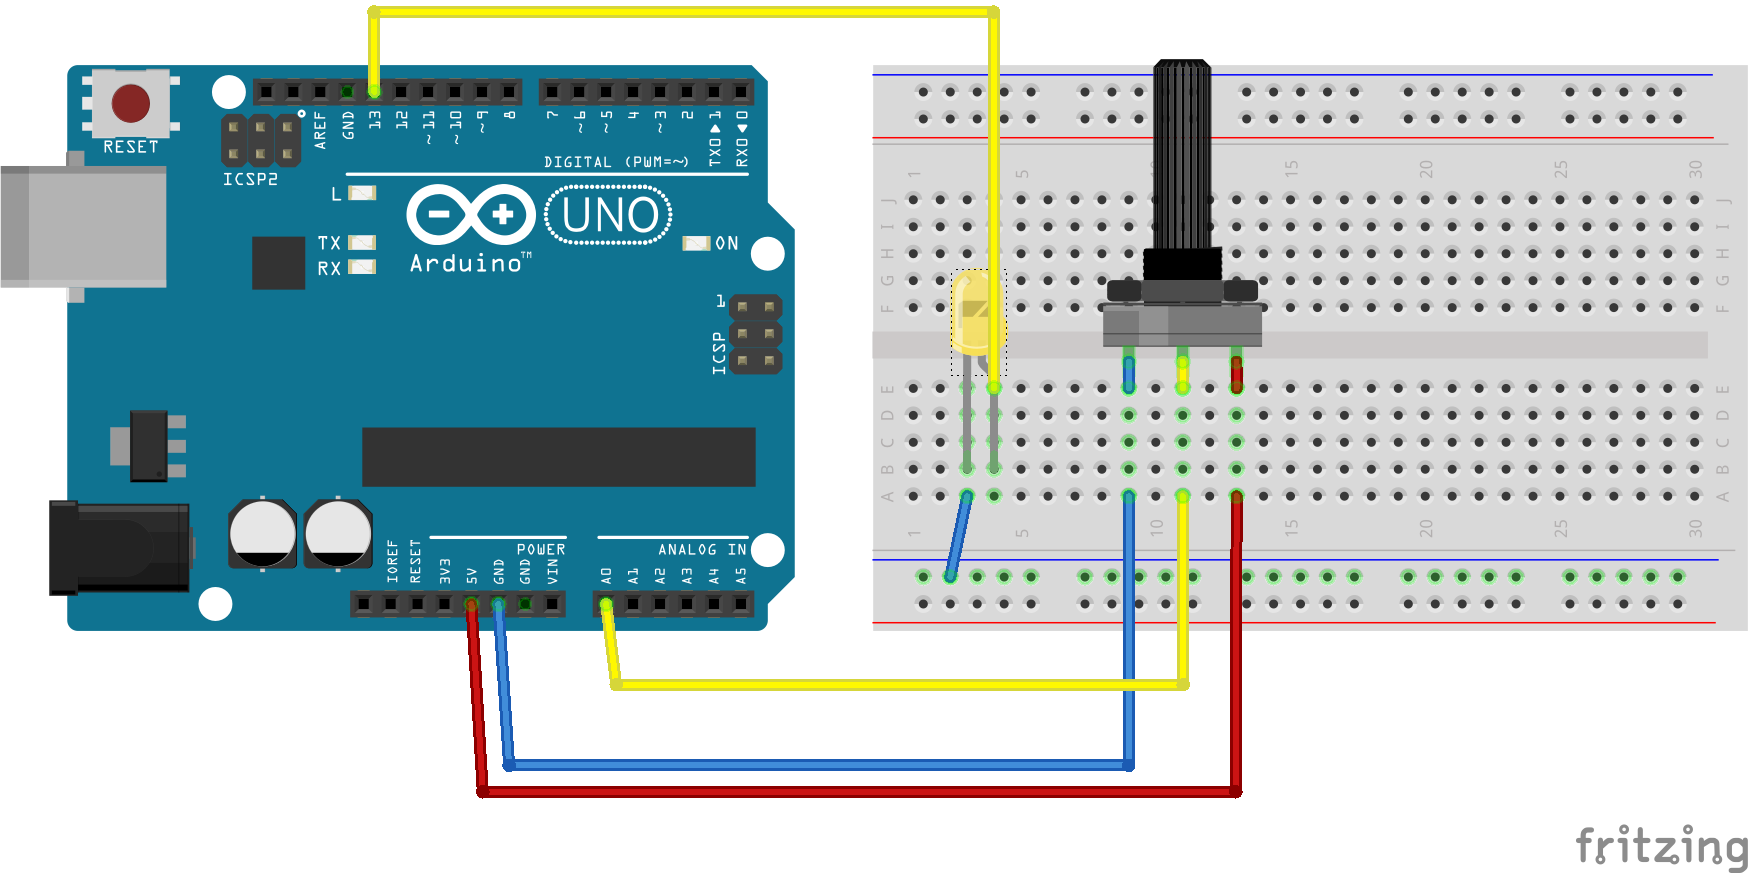 RESET
ICSP2
AREF
GND
13
12
~11
~10
~9
8
7
~6
~5
4
~3
2
TX0▶1
RX0◀0
DIGITAL (PWM=~)
L
TX
RX
UNO
Arduino™
ON
1
ICSP
IOREF
RESET
3V3
5V
GND
GND
VIN
POWER
ANALOG IN
A0
A1
A2
A3
A4
A5
1
5
15
20
25
30
J
I
H
G
F
E
D
C
B
A
J
I
H
G
F
E
D
C
B
A
1
5
10
15
20
25
30
fritzing